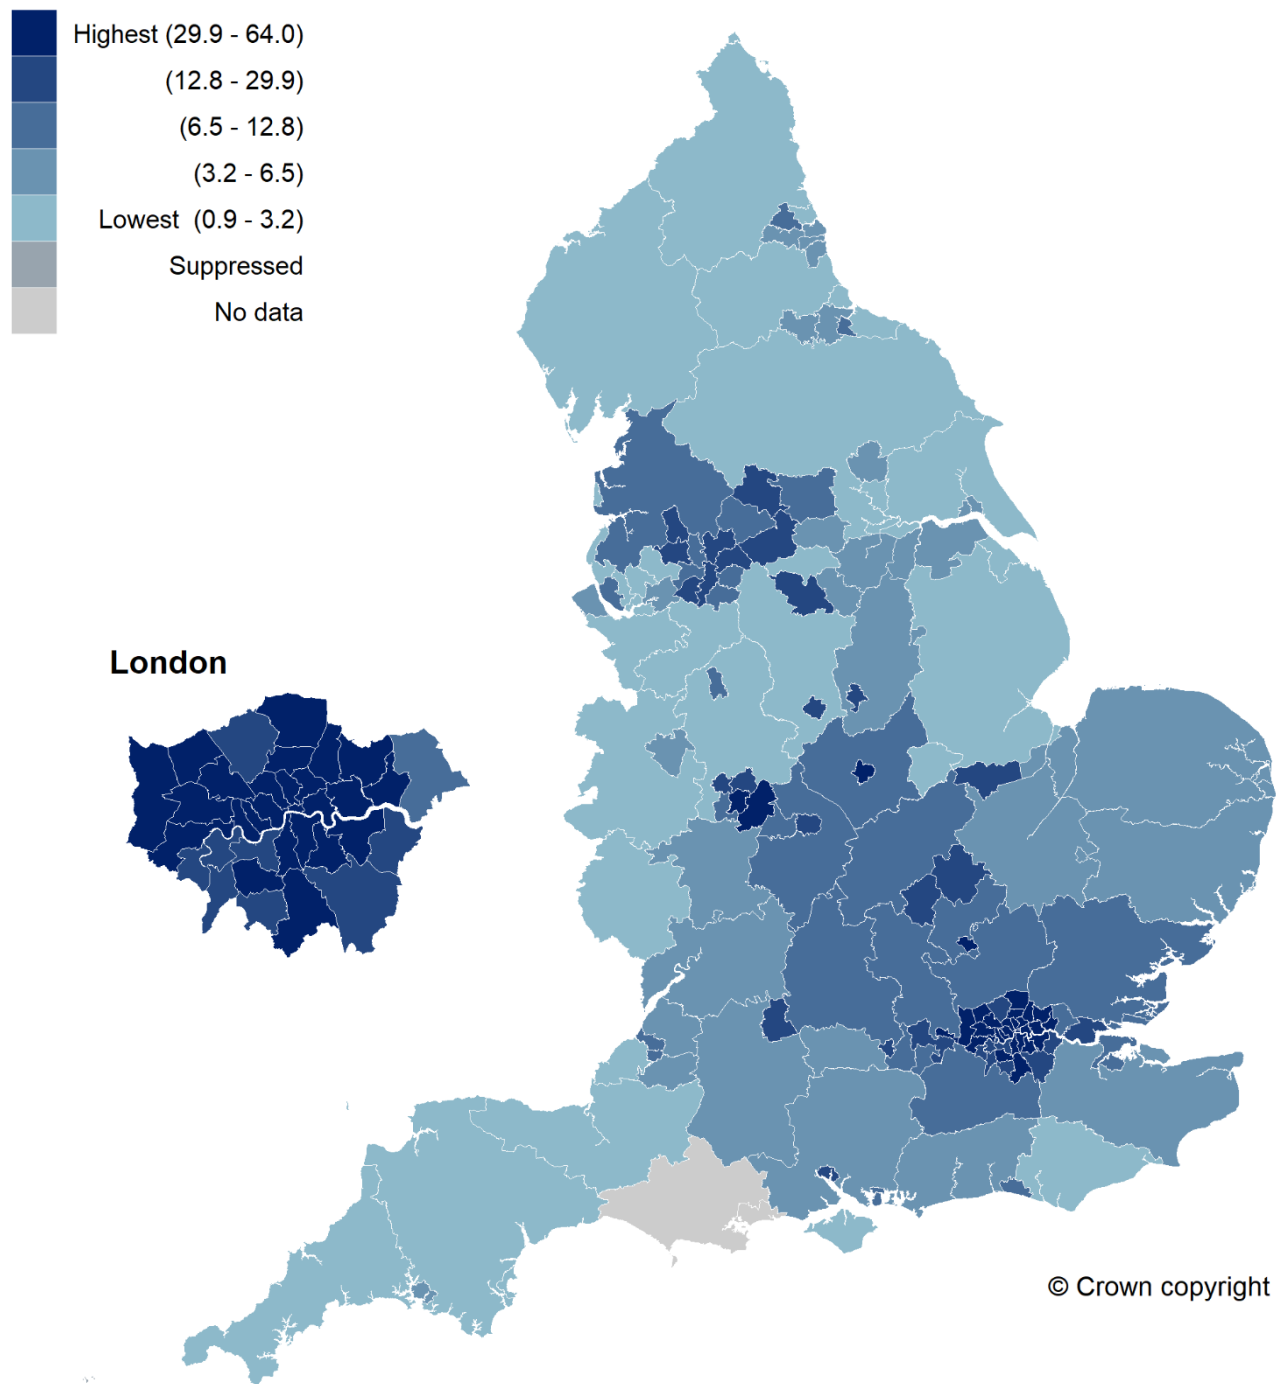 Highest (29.9 - 64.0)
(12.8 - 29.9)
(6.5 - 12.8)
(3.2 - 6.5)
Lowest (0.9 - 3.2)
Suppressed
No data
London
© Crown copyright